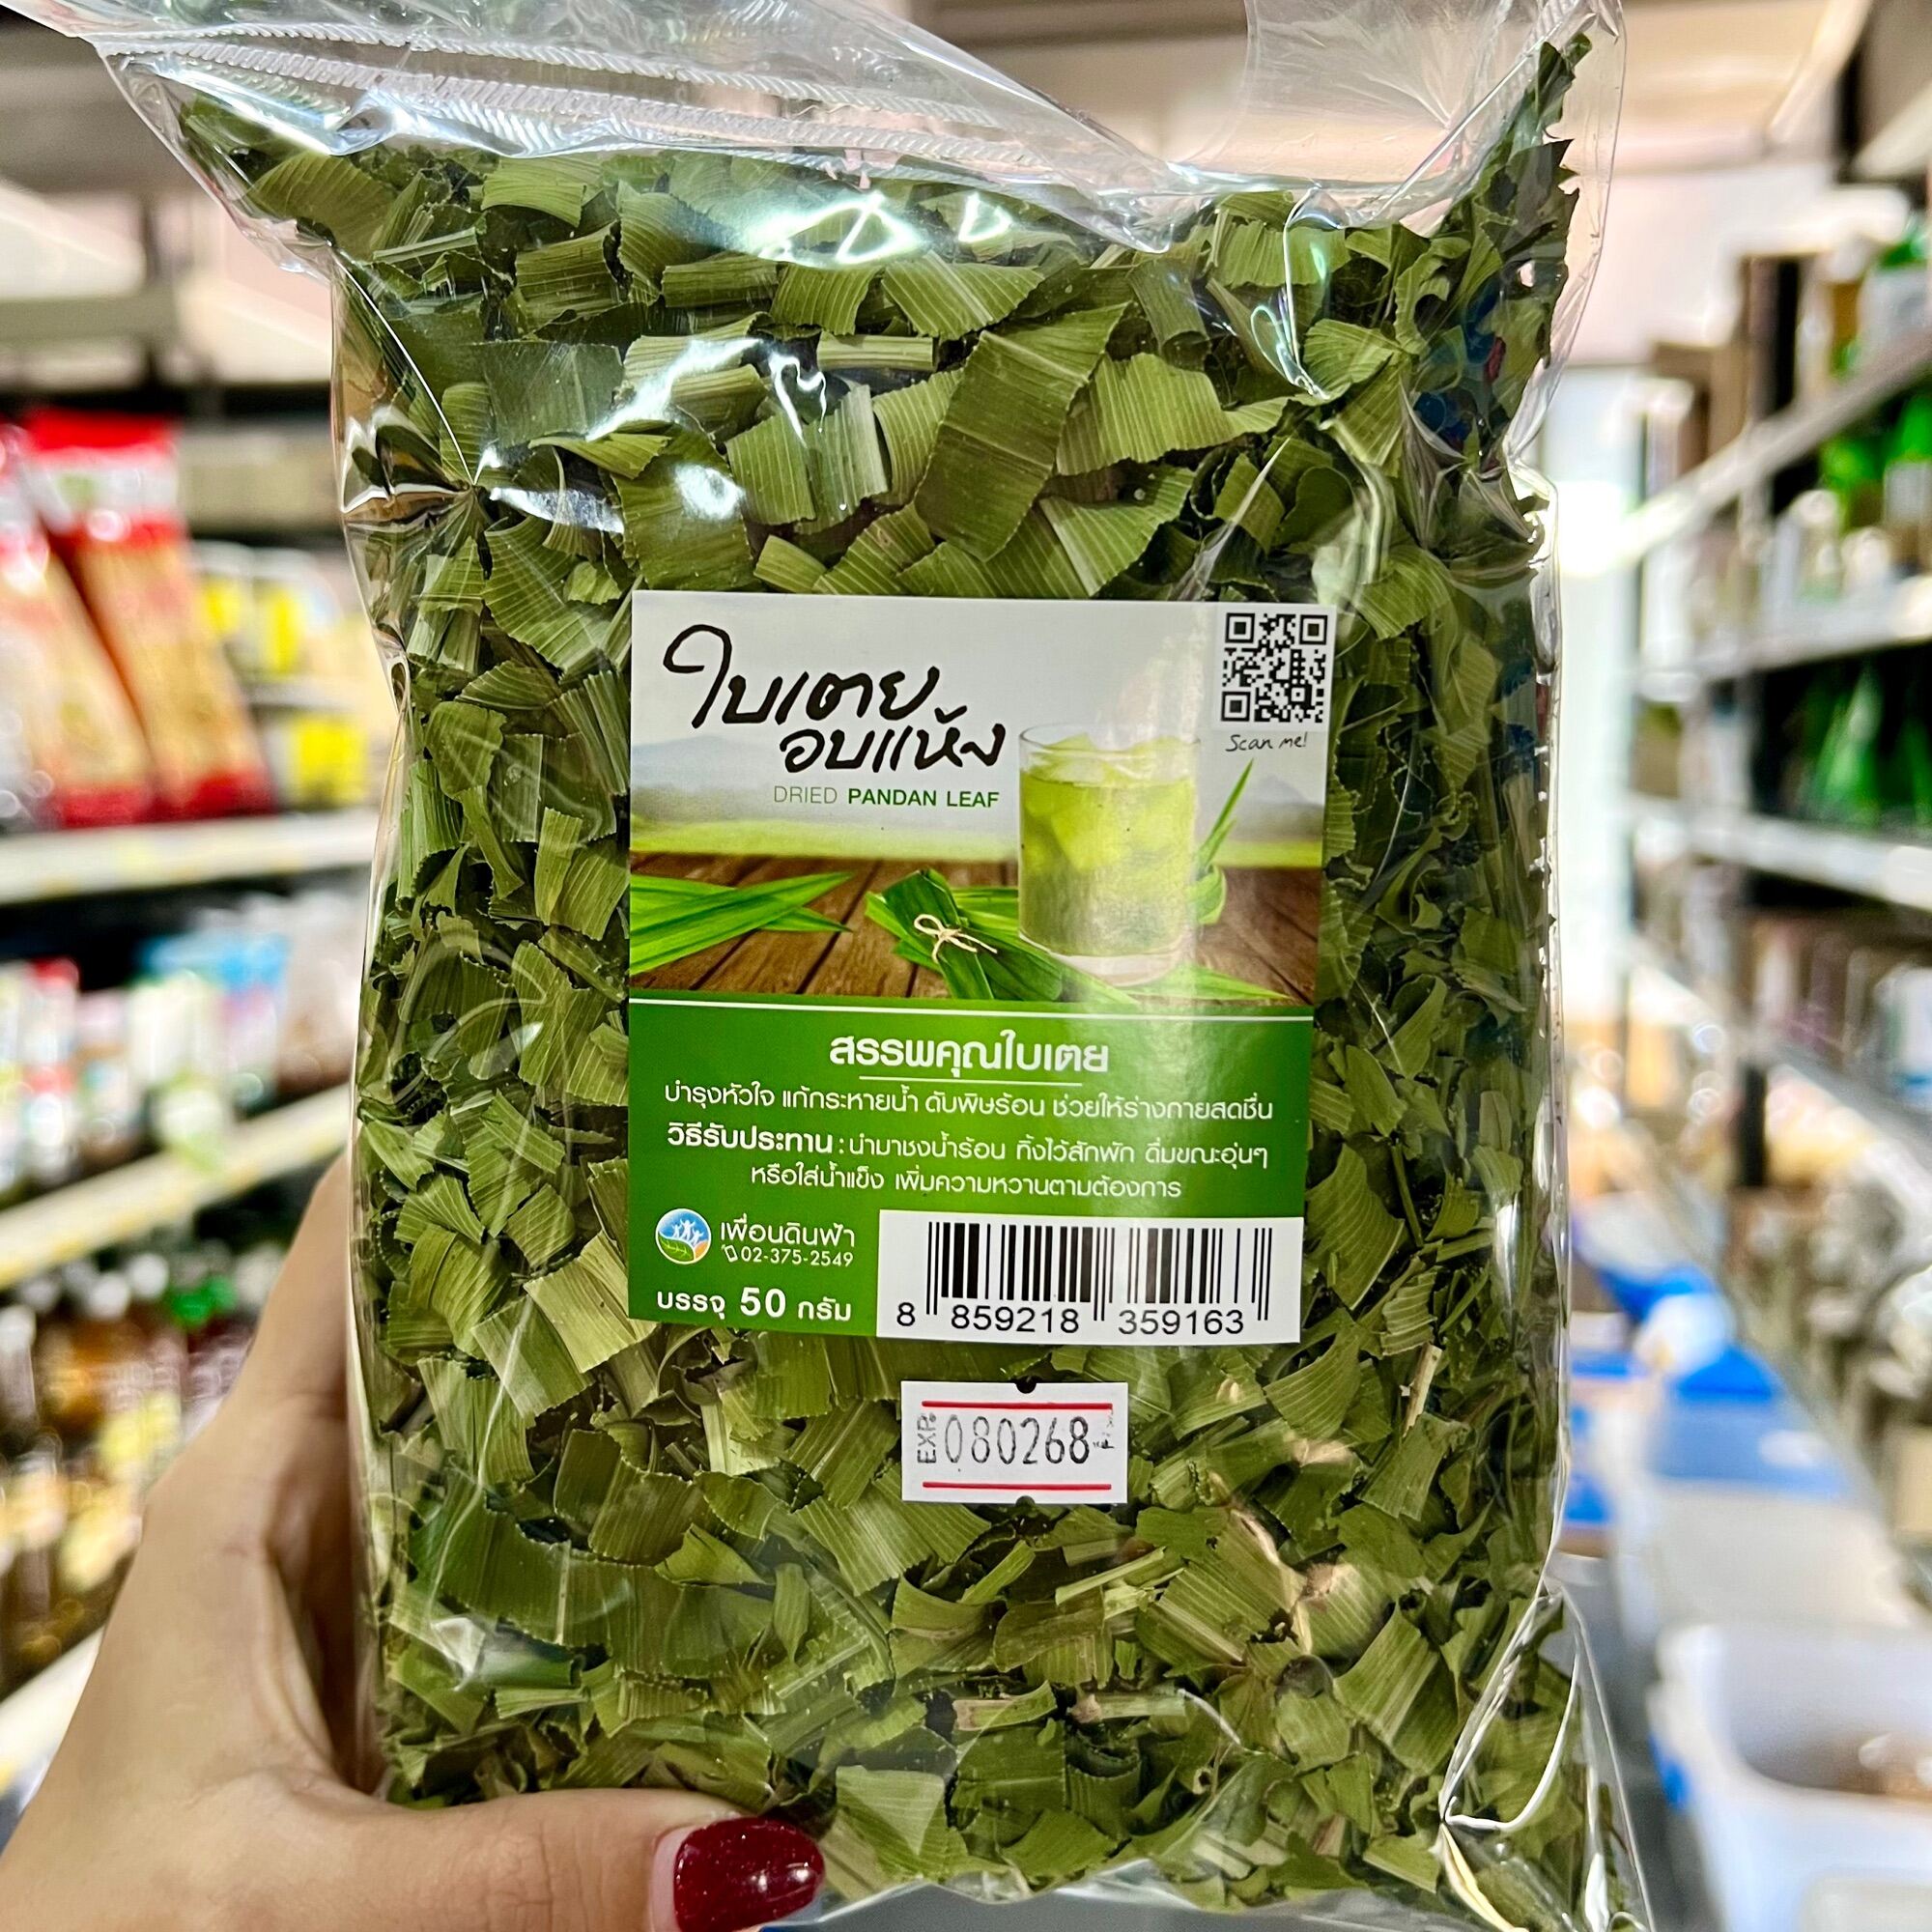 ใบเตย
อบแห้ง
DRIED PANDAN LEAF
Scan me!
สรรพคุณใบเตย
บำรุงหัวใจ แก้กระหายน้ำ ดับพิษร้อน ช่วยให้ร่างกายสดชื่น
วิธีรับประทาน : นำมาชงน้ำร้อน ทิ้งไว้สักพัก ดื่มขณะอุ่นๆ
หรือใส่น้ำแข็ง เพิ่มความหวานตามต้องการ
เพื่อนดินฟ้า
02-375-2549
บรรจุ 50 กรัม
8 859218 359163
EXP. 080268